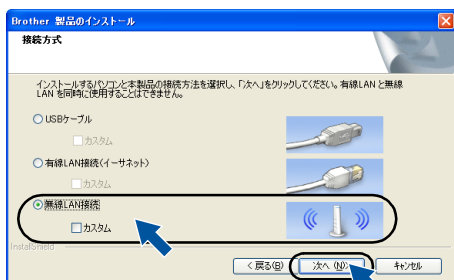 Brother 製品のインストール
接続方式
インストールするパソコンと本製品の接続方法を選択し、「次へ」をクリックしてください。有線LAN と無線
LAN を同時に使用することはできません。
USBケーブル
カスタム
有線LAN接続(イーサネット)
カスタム
無線LAN接続
カスタム
InstallShield
< 戻る(B)
次へ (N)
キャンセル